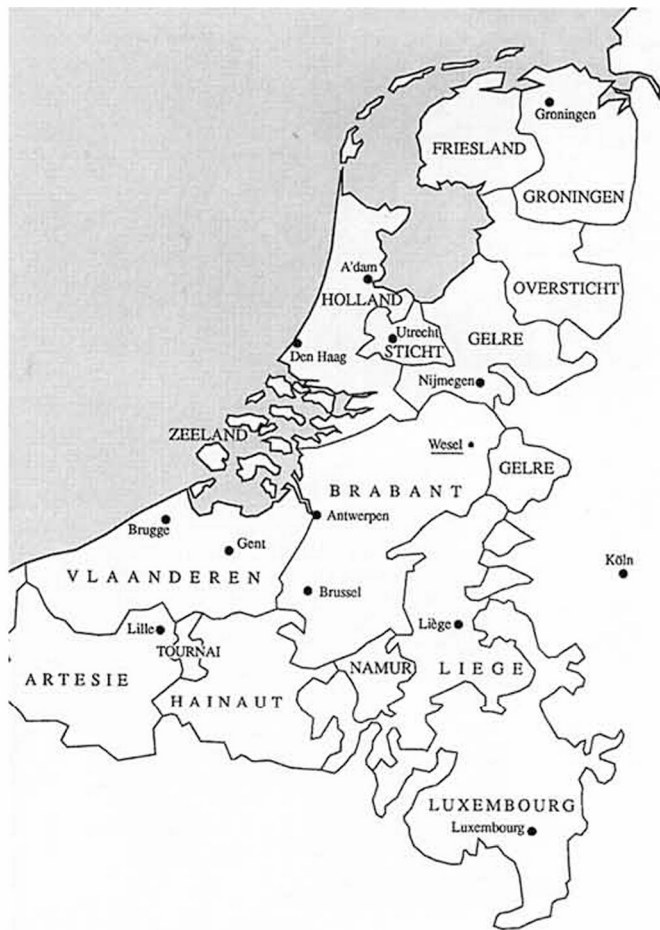 Groningen
FRIESLAND
GRONINGEN
A'dam
OVERSTICHT
HOLLAND
Utrecht
GELRE
Den Haag
STICHT
Nijmegen
ZEELAND
Wesel
GELRE
BRABANT
Antwerpen
Brugge
Gent
Köln
VLAANDEREN
Brussel
Lille
Liège
TOURNAI
NAMUR
LIEGE
ARTESIE
HAINAUT
LUXEMBOURG
Luxembourg